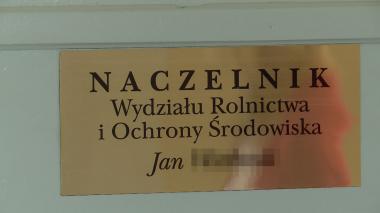 NACZELNIK
Wydziału Rolnictwa
i Ochrony Środowiska
Jan